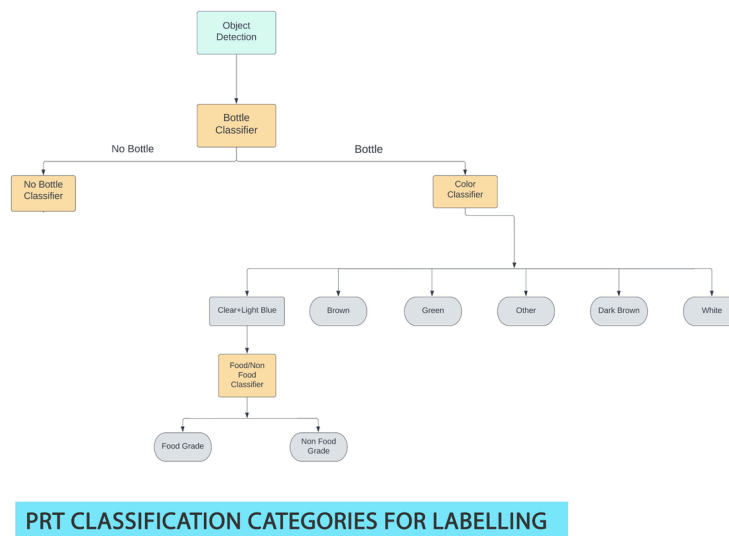 Object
Detection
Bottle
Classifier
No Bottle
Bottle
No Bottle
Classifier
Color
Classifier
Clear+Light Blue
Brown
Green
Other
Dark Brown
White
Food/Non
Food
Classifier
Food Grade
Non Food
Grade
PRT CLASSIFICATION CATEGORIES FOR LABELLING